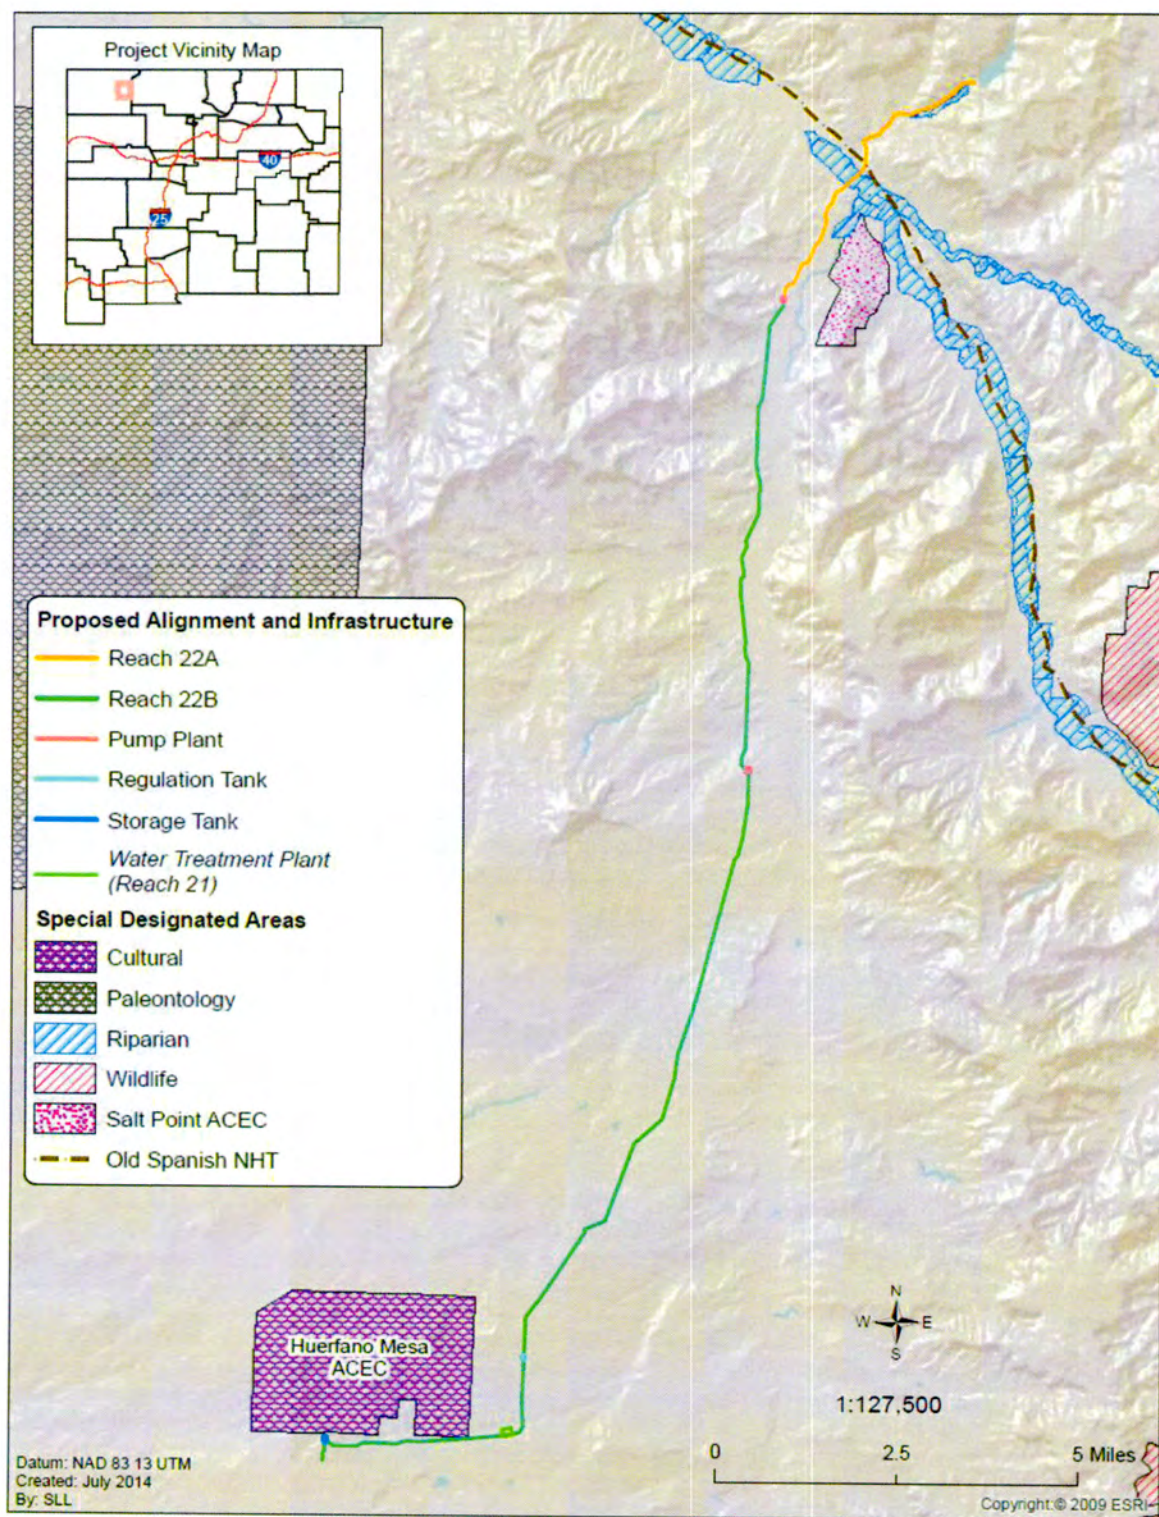 Project Vicinity Map
40
25
Proposed Alignment and Infrastructure
Reach 22A
Reach 22B
Pump Plant
Regulation Tank
Storage Tank
Water Treatment Plant
(Reach 21)
Special Designated Areas
Cultural
Paleontology
Riparian
Wildlife
Salt Point ACEC
Old Spanish NHT
Huerfano Mesa
ACEC
N
W E
S
1:127,500
0 2.5 5 Miles
Datum: NAD 83 13 UTM
Created: July 2014
By: SLL
Copyright:© 2009 ESRI